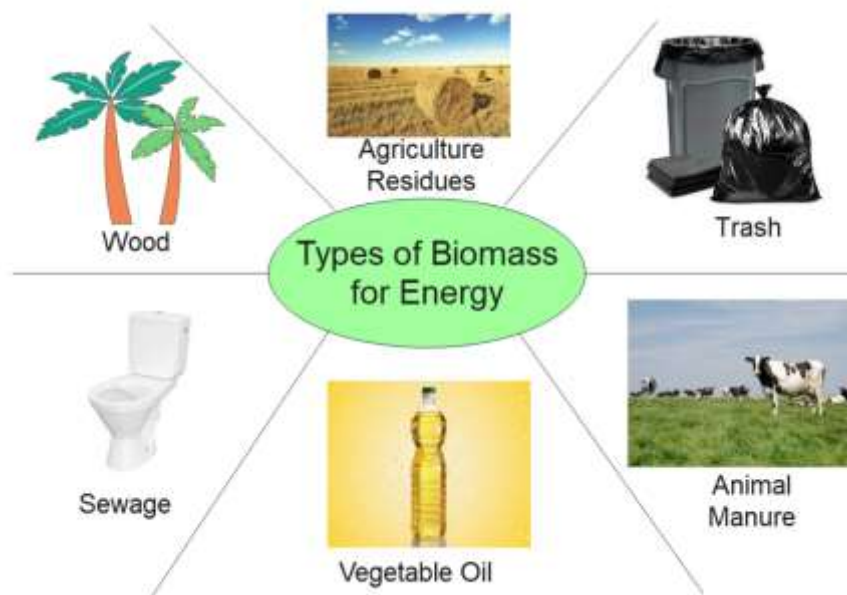 Agriculture
Residues
Wood
Trash
Types of Biomass
for Energy
Sewage
Vegetable Oil
Animal
Manure